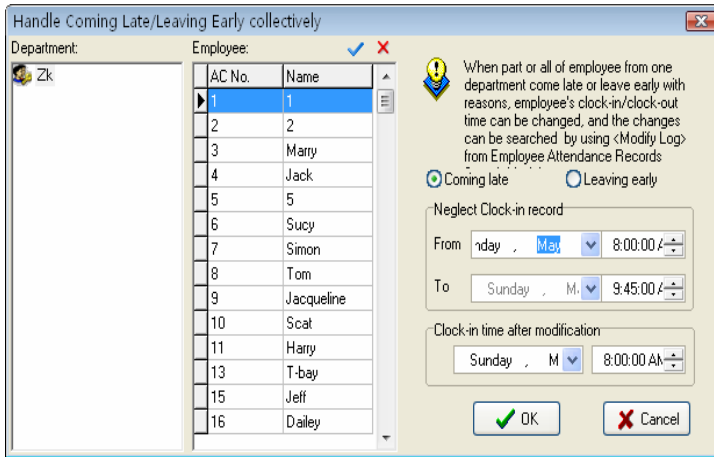 Handle Coming Late/Leaving Early collectively
Department:
Zk
Employee:
AC No. Name
1 1
2 2
3 Marry
4 Jack
5 5
6 Sucy
7 Simon
8 Tom
9 Jacqueline
10 Scat
11 Harry
13 T-bay
15 Jeff
16 Dailey
When part or all of employee from one
department come late or leave early with
reasons, employee's clock-in/clock-out
time can be changed, and the changes
can be searched by using <Modify Log>
from Employee Attendance Records
Coming late Leaving early
Neglect Clock-in record
From nday , May 8:00:00 A
To Sunday , M. 9:45:00 A
Clock-in time after modification
Sunday , M 8:00:00 AM
OK Cancel